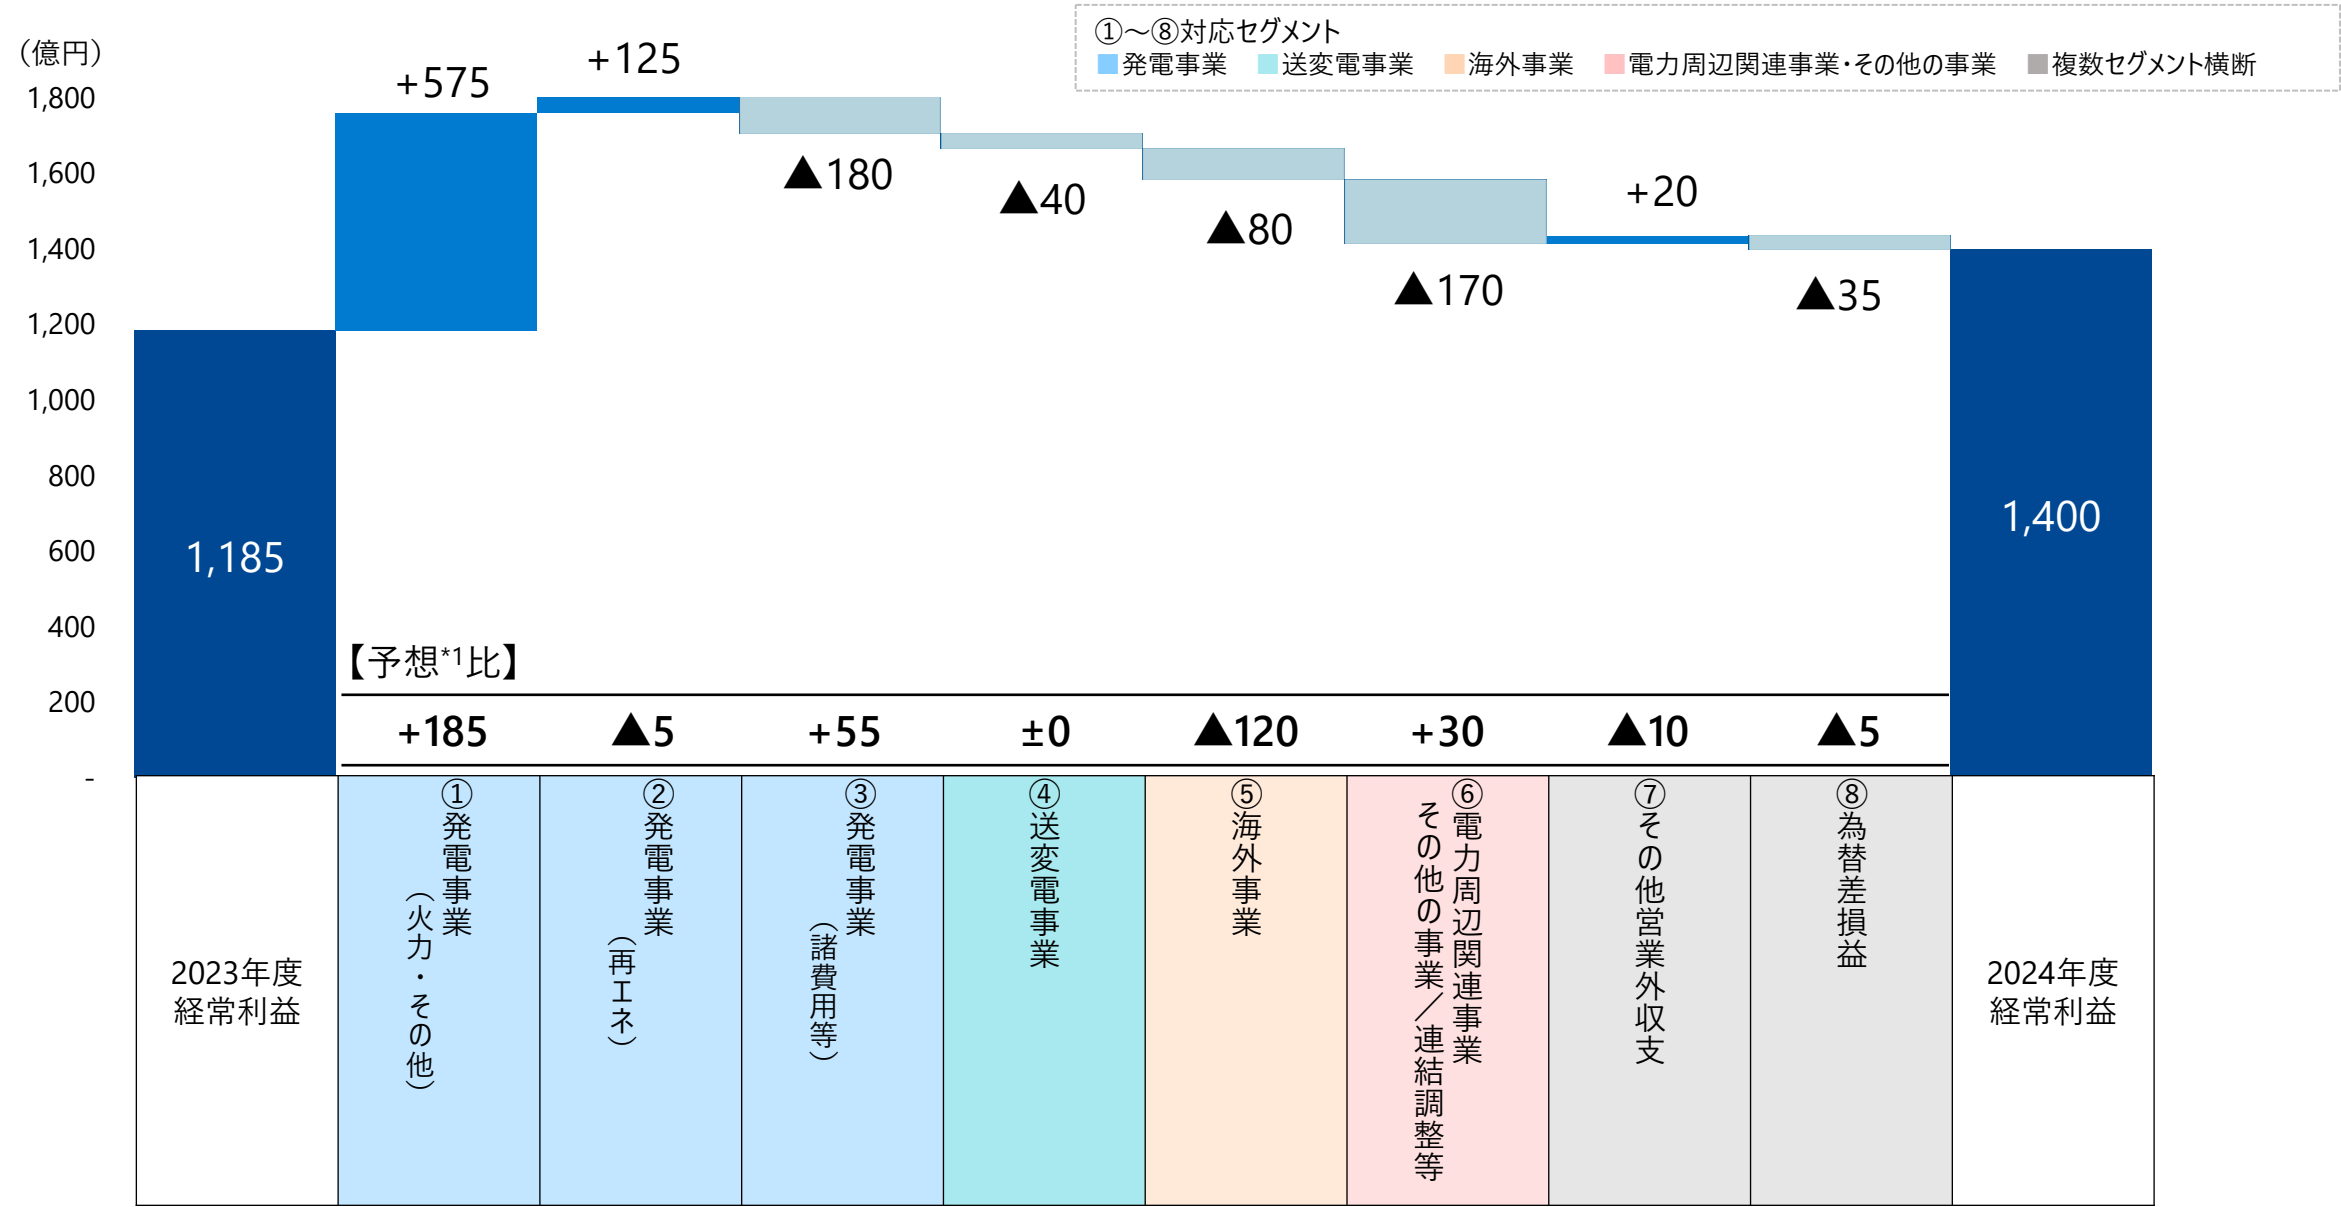 ①～⑧対応セグメント
■発電事業 ■送変電事業 ■海外事業 ■電力周辺関連事業・その他の事業 ■複数セグメント横断
（億円）
1,800
1,600
1,400
1,200
1,000
800
600
400
200
-
+575
+125
▲180
▲40
▲80
▲170
+20
▲35
1,185
1,400
【予想*1比】
+185 ▲5 +55 ±0 ▲120 +30 ▲10 ▲5
2023年度
経常利益
①発電事業
（火力・その他）
②発電事業
（再エネ）
③発電事業
（諸費用等）
④送変電事業
⑤海外事業
⑥電力周辺関連事業
その他の事業／連結調整等
⑦その他営業外収支
⑧為替差損益
2024年度
経常利益